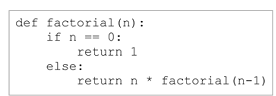 def factorial(n):
    if n == 0:
        return 1
    else:
        return n * factorial(n-1)